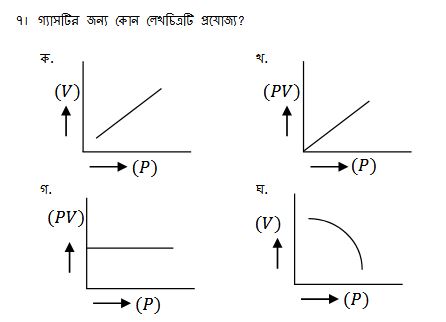 ৭। গ্যাসটির জন্য কোন লেখচিত্রটি প্রযোজ্য?
ক. খ.
(V) (PV)
(P) (P)
গ. ঘ.
(PV) (V)
(P) (P)